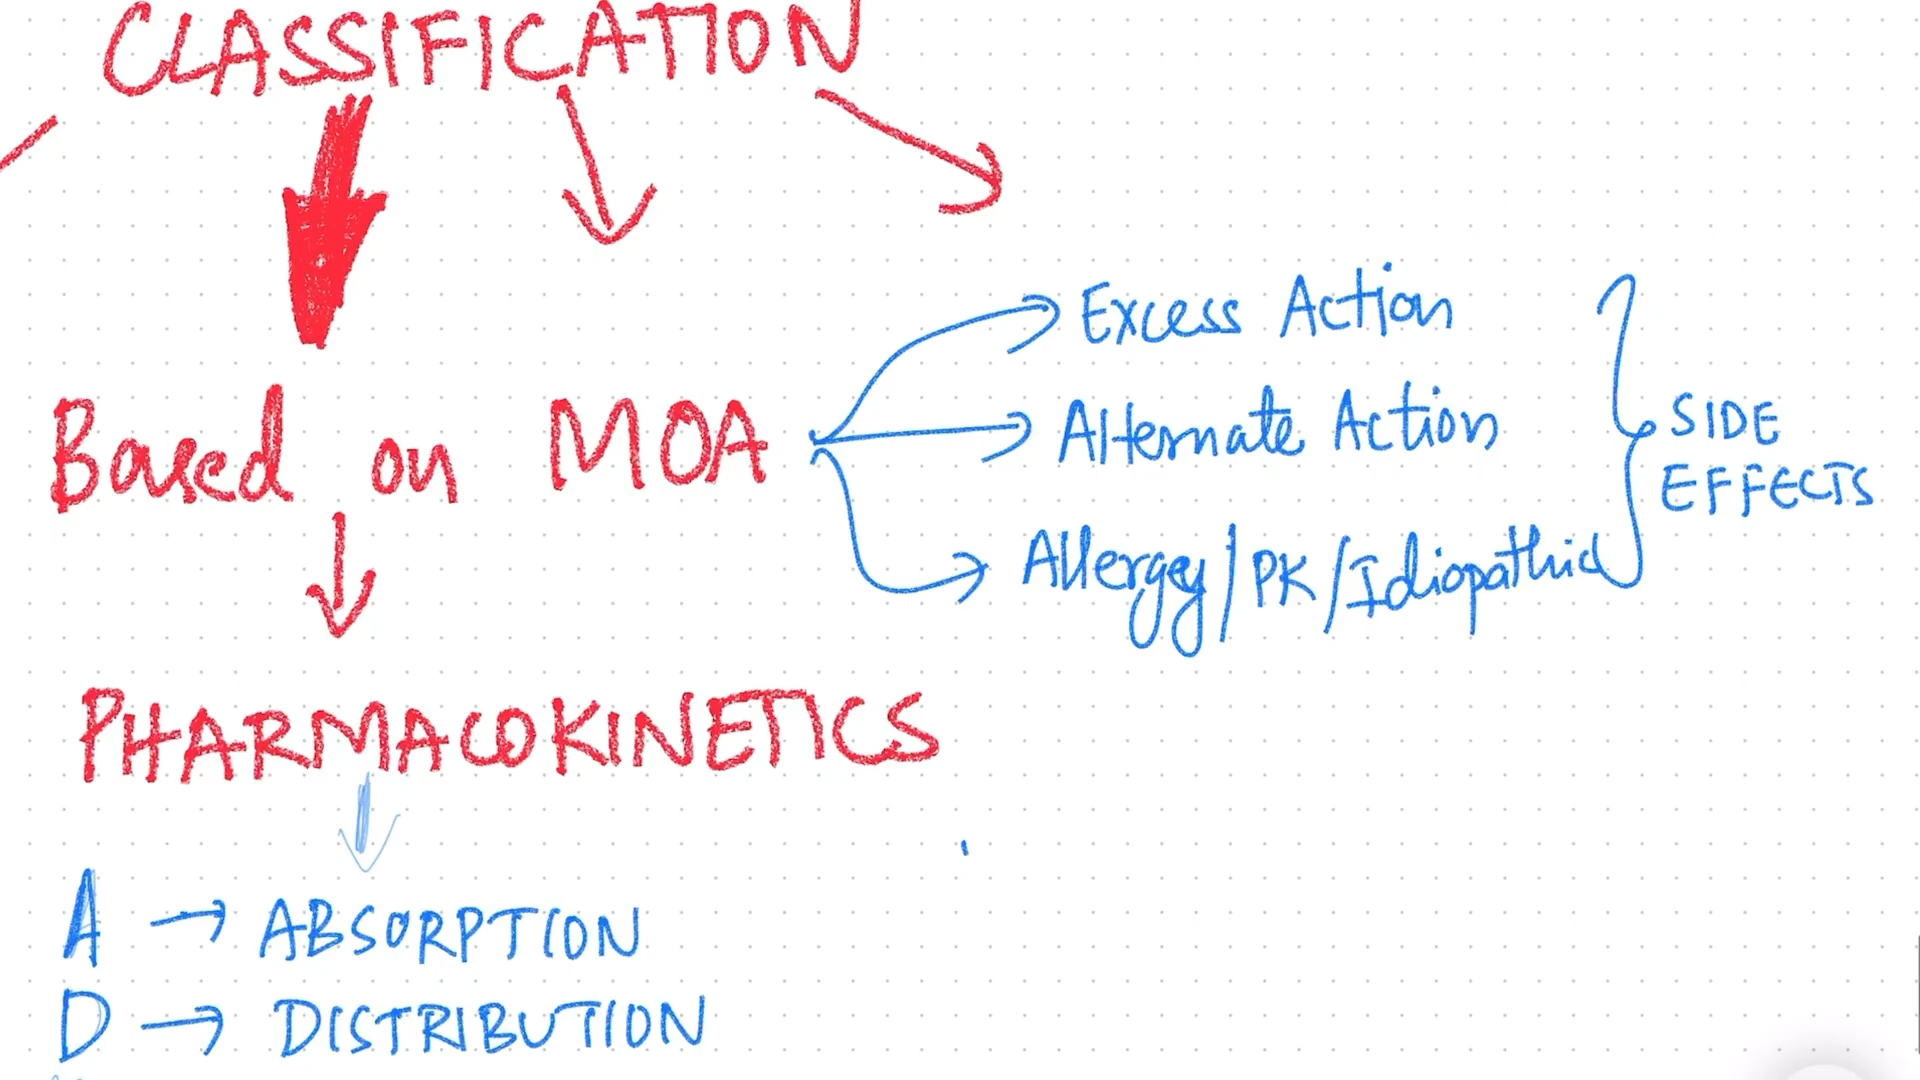 CLASSIFICATION
Based on MOA
Excess Action
Alternate Action
Allergy/PK/Idiopathic
SIDE
EFFECTS
PHARMACOKINETICS
A → ABSORPTION
D → DISTRIBUTION